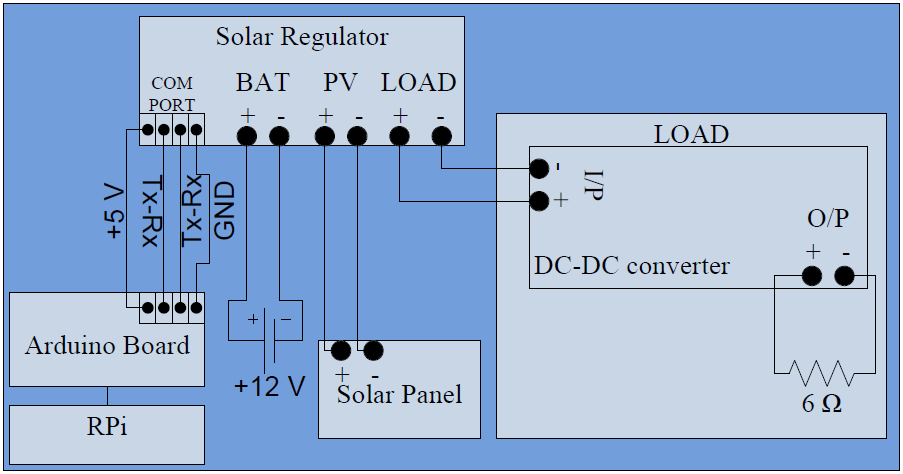 Solar Regulator
COM
PORT
BAT
PV
LOAD
+ - + - + -
+5 V
Tx-Rx
Tx-Rx
GND
LOAD
-
+
I/P
O/P
+ -
DC-DC converter
6 Ω
Arduino Board
RPi
+ −
+12 V
+ -
Solar Panel